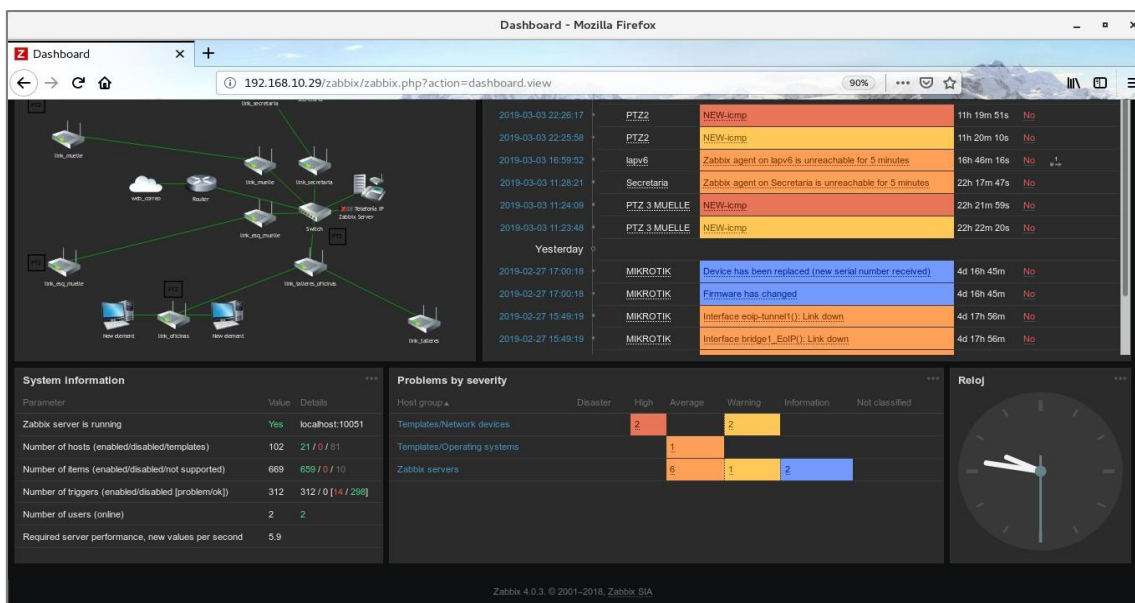 Dashboard - Mozilla Firefox
Z Dashboard × +
192.168.10.29/zabbix/zabbix.php?action=dashboard.view 90%
link_secretaria
link_muelle
link_muelle
link_secretaria
web_correo
Router
Telefonia IP
Zabbix Server
Switch
link_esq_muelle
PTZ
PTZ
link_esq_muelle
link_talleres_oficinas
PTZ
New element
link_oficinas
New element
link_talleres
2019-03-03 22:26:17 PTZ2 NEW-icmp 11h 19m 51s No
2019-03-03 22:25:58 PTZ2 NEW-icmp 11h 20m 10s No
2019-03-03 16:59:52 lapv6 Zabbix agent on lapv6 is unreachable for 5 minutes 16h 46m 16s No 1
2019-03-03 11:28:21 Secretaria Zabbix agent on Secretaria is unreachable for 5 minutes 22h 17m 47s No
2019-03-03 11:24:09 PTZ 3 MUELLE NEW-icmp 22h 21m 59s No
2019-03-03 11:23:48 PTZ 3 MUELLE NEW-icmp 22h 22m 20s No
Yesterday
2019-02-27 17:00:18 MIKROTIK Device has been replaced (new serial number received) 4d 16h 45m No
2019-02-27 17:00:18 MIKROTIK Firmware has changed 4d 16h 45m No
2019-02-27 15:49:19 MIKROTIK Interface eoip-tunnel1(): Link down 4d 17h 56m No
2019-02-27 15:49:19 MIKROTIK Interface bridge1_EoIP(): Link down 4d 17h 56m No
System information
Parameter Value Details
Zabbix server is running Yes localhost:10051
Number of hosts (enabled/disabled/templates) 102 21 / 0 / 81
Number of items (enabled/disabled/not supported) 669 659 / 0 / 10
Number of triggers (enabled/disabled [problem/ok]) 312 312 / 0 [14 / 298]
Number of users (online) 2 2
Required server performance, new values per second 5.9
Problems by severity
Host group ▲ Disaster High Average Warning Information Not classified
Templates/Network devices 2 2
Templates/Operating systems 1
Zabbix servers 6 1 2
Reloj
Zabbix 4.0.3. © 2001–2018, Zabbix SIA